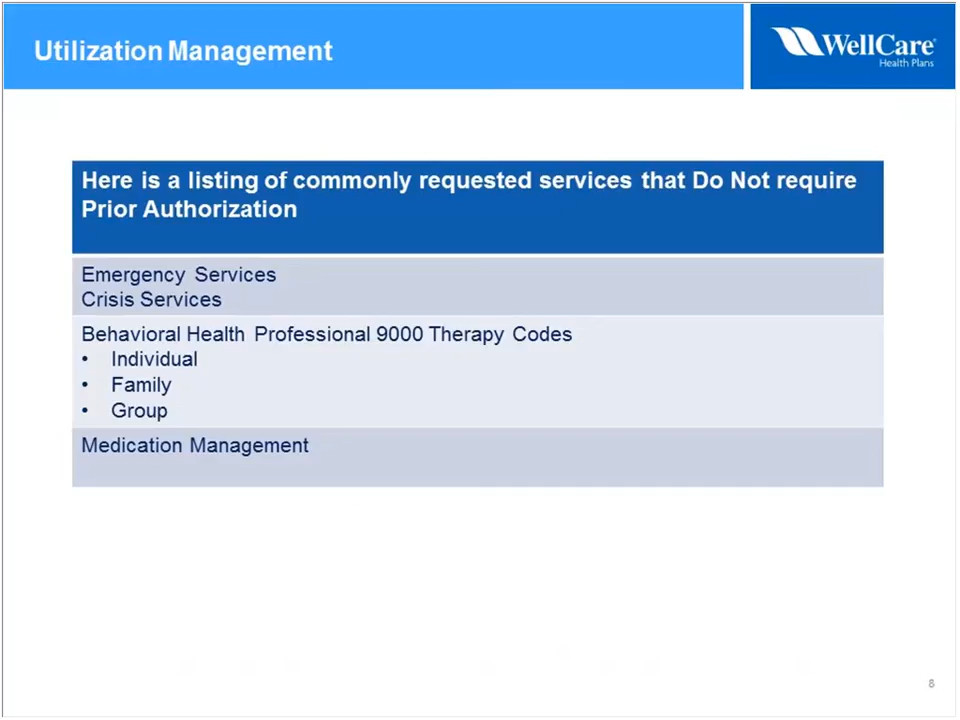 Utilization Management
WellCare®
Health Plans
Here is a listing of commonly requested services that Do Not require
Prior Authorization
Emergency Services
Crisis Services
Behavioral Health Professional 9000 Therapy Codes
• Individual
• Family
• Group
Medication Management
8